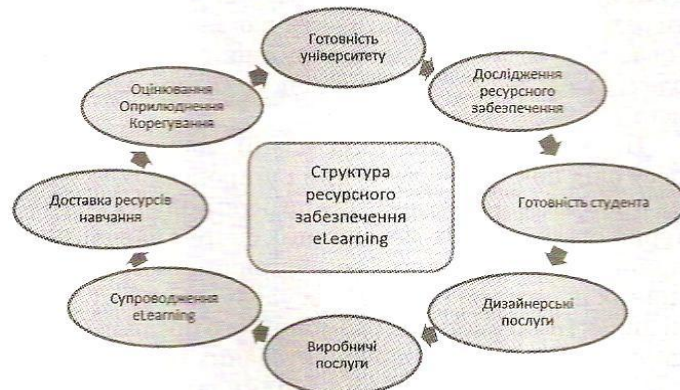 Готовність
університету
Дослідження
ресурсного
забезпечення
Готовність студента
Дизайнерські
послуги
Виробничі
послуги
Супроводження
eLearning
Доставка ресурсів
навчання
Оцінювання
Оприлюднення
Корегування
Структура
ресурсного
забезпечення
eLearning